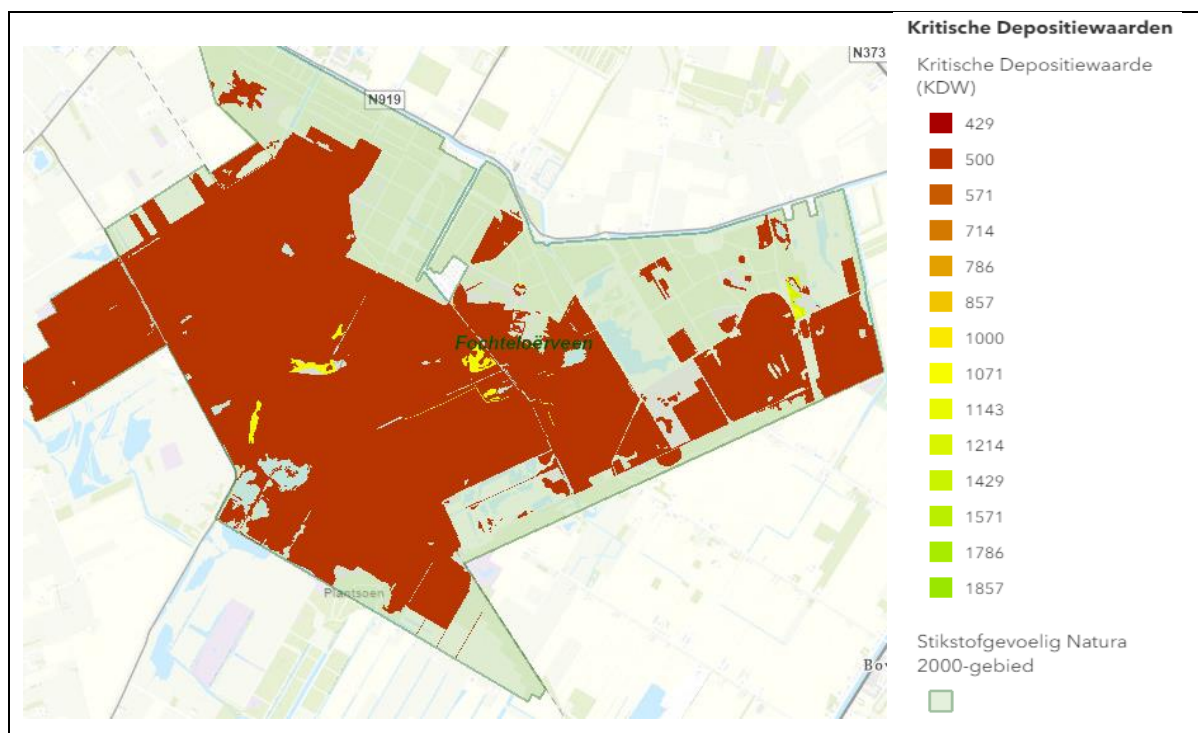 Kritische Depositiewaarden
N373
Kritische Depositiewaarde
(KDW)
N919
429
500
571
714
786
857
1000
Fochteloërveen
1071
1143
1214
1429
1571
1786
1857
Plantsoen
Stikstofgevoelig Natura
2000-gebied
Bov